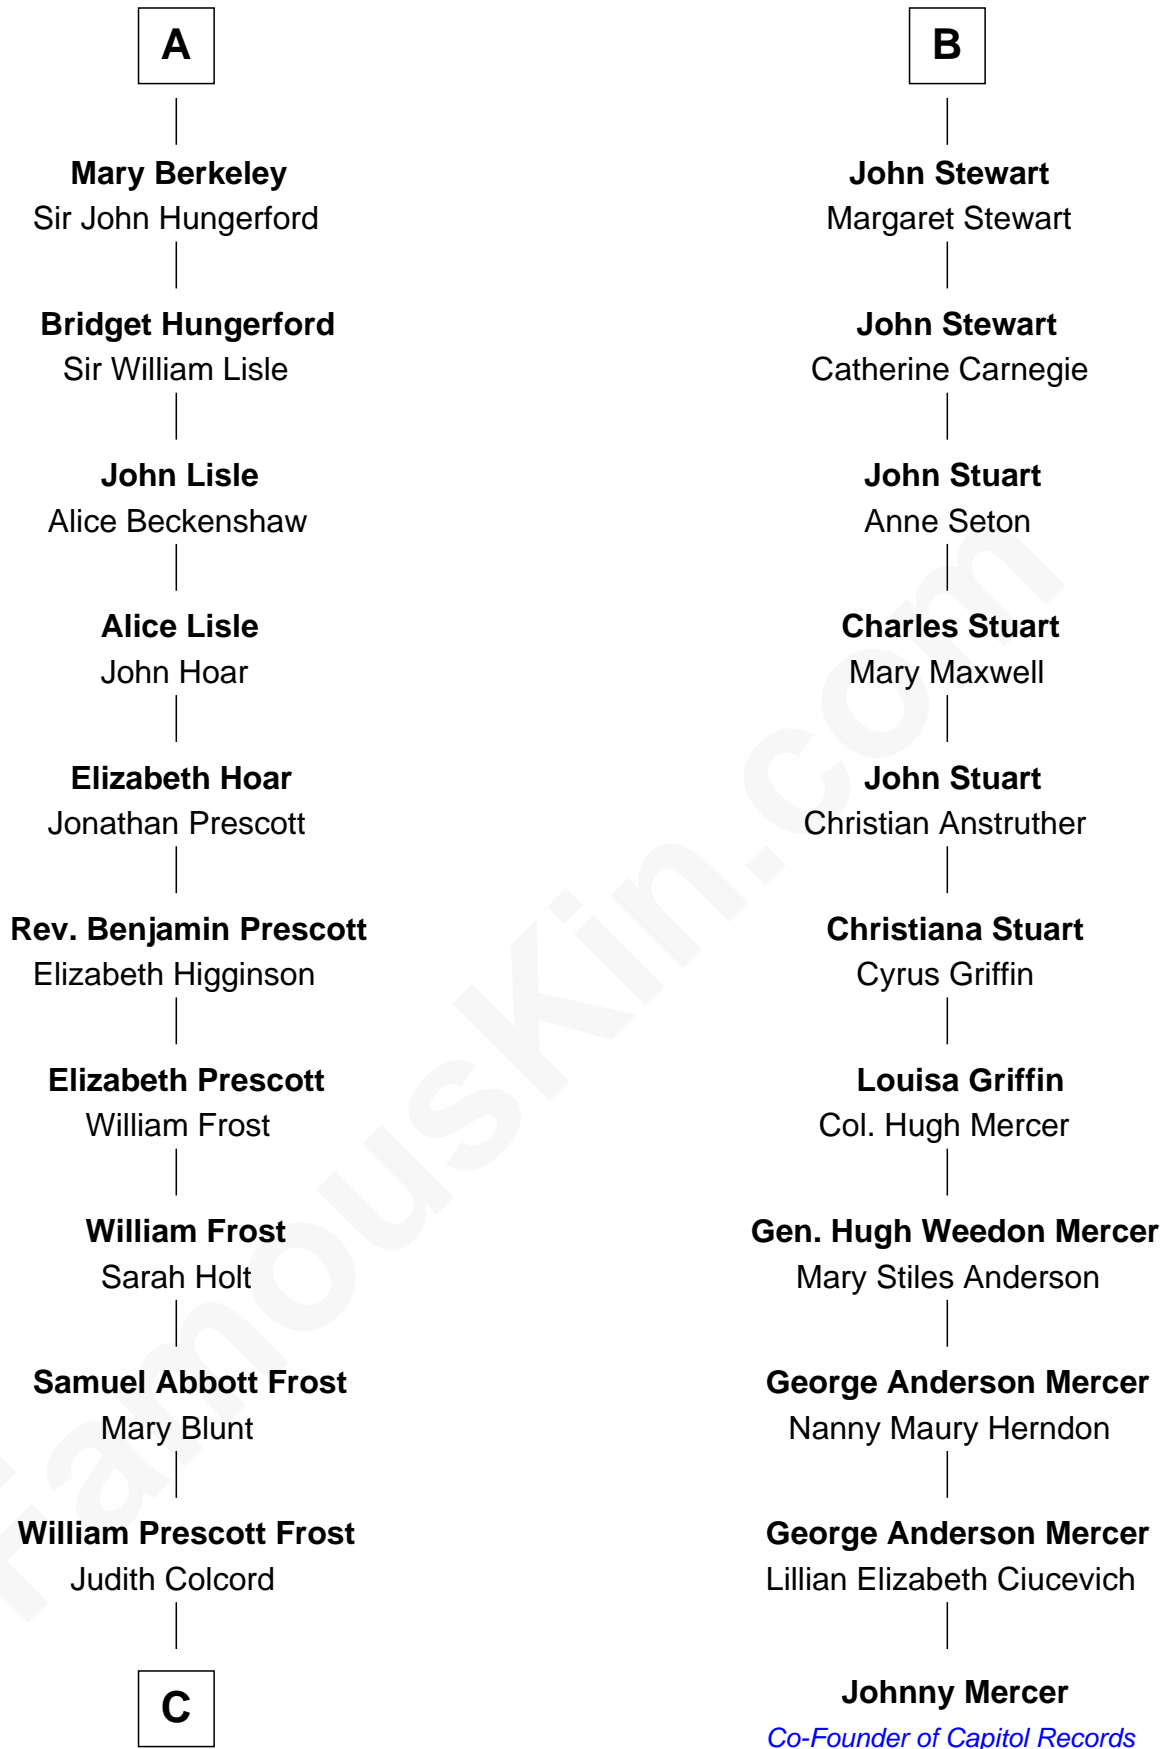 A
Mary Berkeley
Sir John Hungerford
Bridget Hungerford
Sir William Lisle
John Lisle
Alice Beckenshaw
Alice Lisle
John Hoar
Elizabeth Hoar
Jonathan Prescott
Rev. Benjamin Prescott
Elizabeth Higginson
Elizabeth Prescott
William Frost
William Frost
Sarah Holt
Samuel Abbott Frost
Mary Blunt
William Prescott Frost
Judith Colcord
C
B
John Stewart
Margaret Stewart
John Stewart
Catherine Carnegie
John Stuart
Anne Seton
Charles Stuart
Mary Maxwell
John Stuart
Christian Anstruther
Christiana Stuart
Cyrus Griffin
Louisa Griffin
Col. Hugh Mercer
Gen. Hugh Weedon Mercer
Mary Stiles Anderson
George Anderson Mercer
Nanny Maury Herndon
George Anderson Mercer
Lillian Elizabeth Ciucevich
Johnny Mercer
Co-Founder of Capitol Records
FamousKin.com